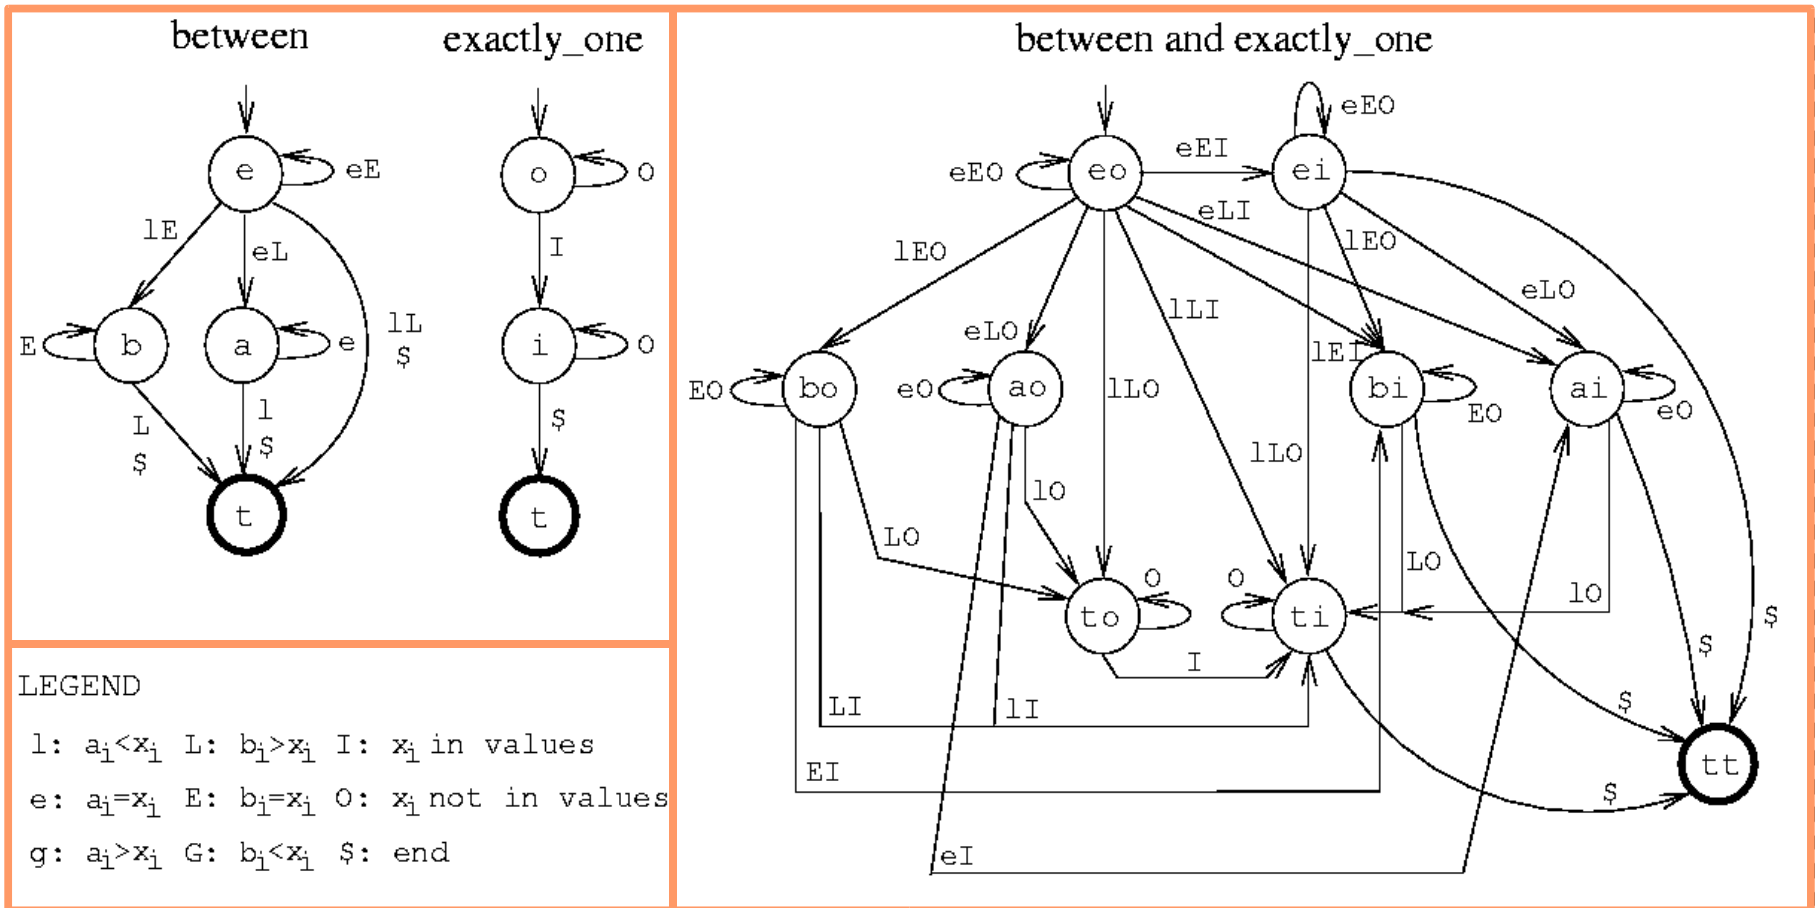 between
exactly_one
e
eE
lE
eL
lL
$
E
b
a
e
L
$
l
$
t
o
O
I
i
O
$
t
LEGEND
l: ai<xi L: bi>xi I: xi in values
e: ai=xi E: bi=xi O: xi not in values
g: ai>xi G: bi<xi $: end
between and exactly_one
eEO
eEO
eo
eEI
ei
eLI
lEO
lEO
eLO
lLI
eLO
lEI
EO
bo
eO
ao
lLO
bi
EO
ai
eO
lLO
lO
LO
LO
lO
O
O
to
ti
I
$
$
LI
lI
$
tt
EI
$
eI